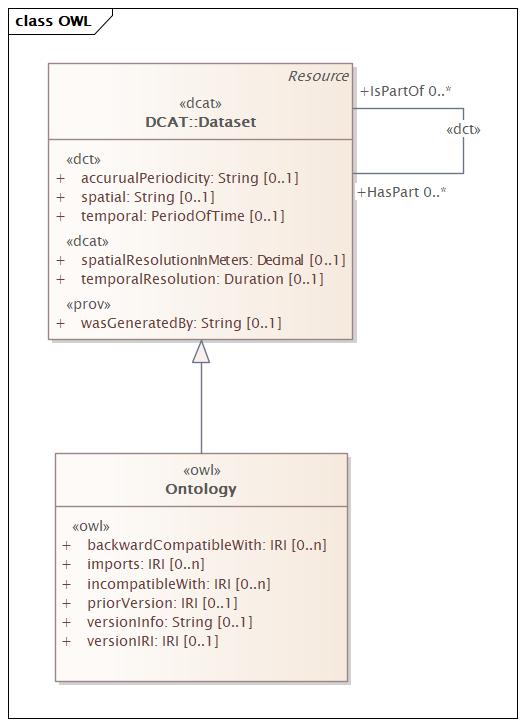 class OWL
Resource
«dcat»
DCAT::Dataset
«dct»
+ accurualPeriodicity: String [0..1]
+ spatial: String [0..1]
+ temporal: PeriodOfTime [0..1]
«dcat»
+ spatialResolutionInMeters: Decimal [0..1]
+ temporalResolution: Duration [0..1]
«prov»
+ wasGeneratedBy: String [0..1]
+IsPartOf 0..*
«dct»
+HasPart 0..*
«owl»
Ontology
«owl»
+ backwardCompatibleWith: IRI [0..n]
+ imports: IRI [0..n]
+ incompatibleWith: IRI [0..n]
+ priorVersion: IRI [0..1]
+ versionInfo: String [0..1]
+ versionIRI: IRI [0..1]